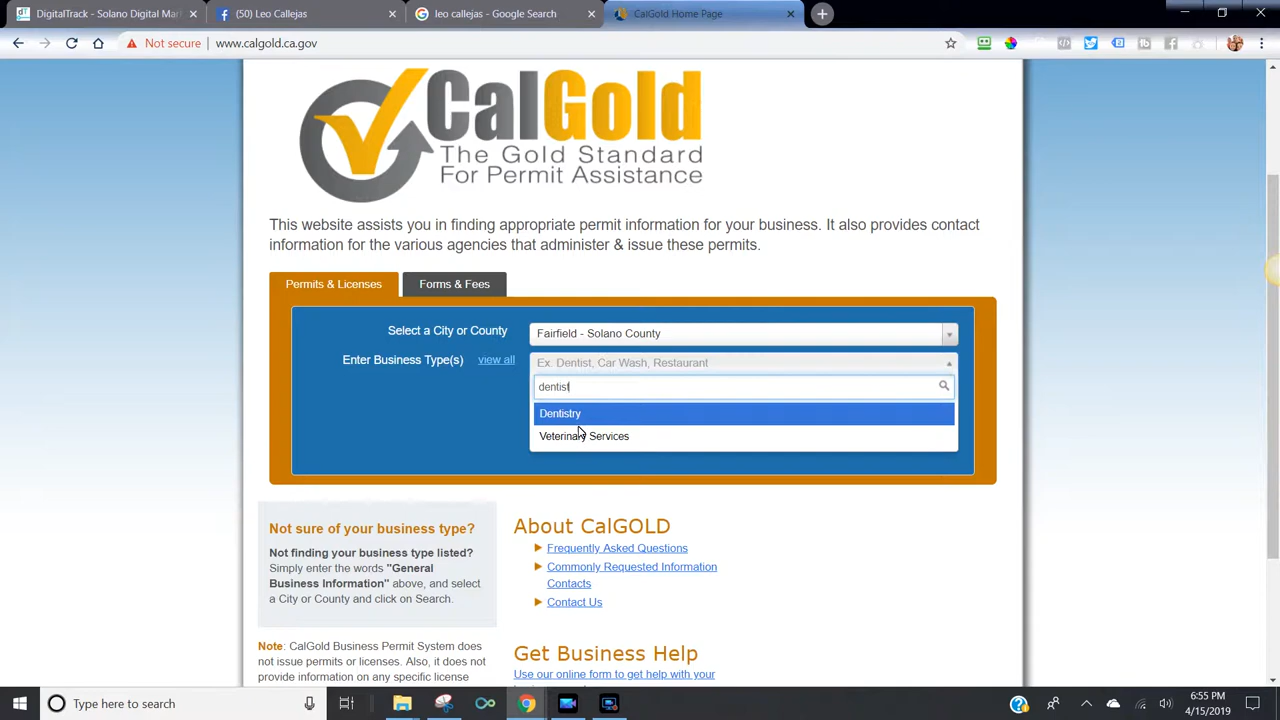 DigitalTrack - Solano Digital Mar
(50) Leo Callejas
leo callejas - Google Search
CalGold Home Page
Not secure
www.calgold.ca.gov
CalGold
The Gold Standard
For Permit Assistance
This website assists you in finding appropriate permit information for your business. It also provides contact
information for the various agencies that administer & issue these permits.
Permits & Licenses
Forms & Fees
Select a City or County
Fairfield - Solano County
Enter Business Type(s)
view all
Ex. Dentist, Car Wash, Restaurant
dentist
Dentistry
Veterinary Services
Not sure of your business type?
Not finding your business type listed?
Simply enter the words "General
Business Information" above, and select
a City or County and click on Search.
Note: CalGold Business Permit System does
not issue permits or licenses. Also, it does not
provide information on any specific license
About CalGOLD
Frequently Asked Questions
Commonly Requested Information
Contacts
Contact Us
Get Business Help
Use our online form to get help with your
Type here to search
6:55 PM
4/15/2019